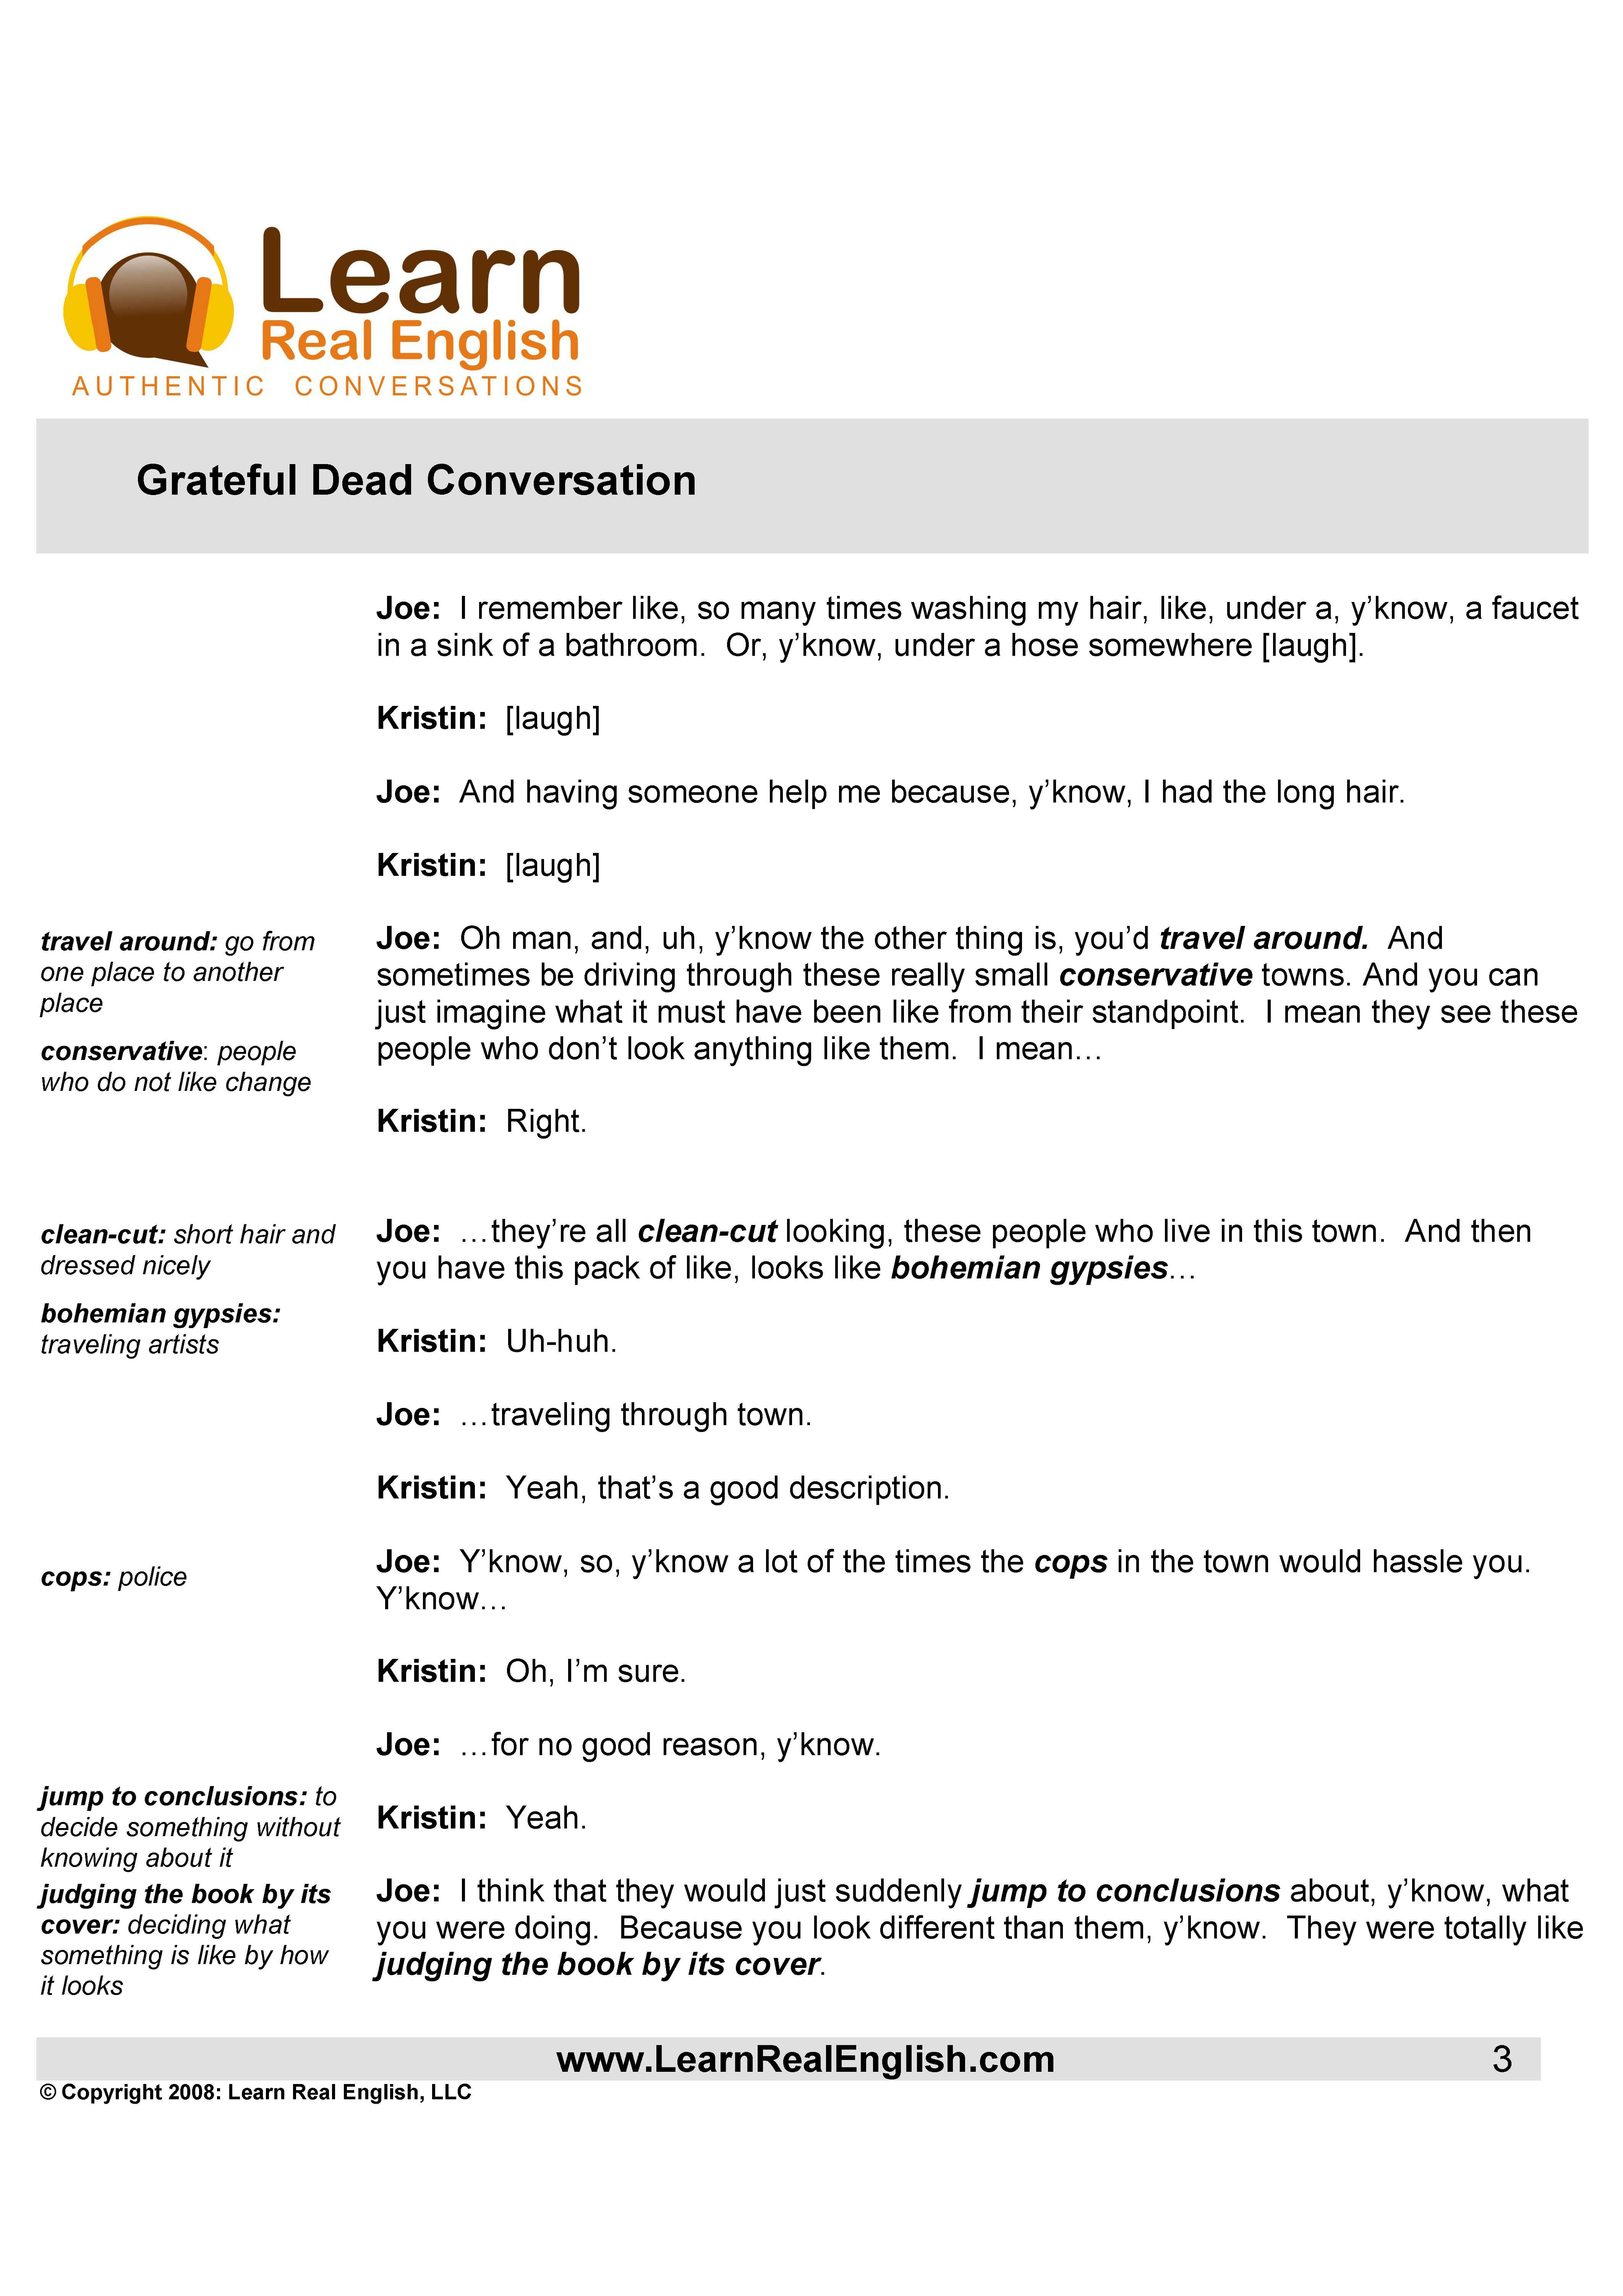 Learn
Real English
AUTHENTIC CONVERSATIONS
Grateful Dead Conversation
Joe: I remember like, so many times washing my hair, like, under a, y’know, a faucet
in a sink of a bathroom. Or, y’know, under a hose somewhere [laugh].
Kristin: [laugh]
Joe: And having someone help me because, y’know, I had the long hair.
Kristin: [laugh]
travel around: go from
one place to another
place
conservative: people
who do not like change
Joe: Oh man, and, uh, y’know the other thing is, you’d travel around. And
sometimes be driving through these really small conservative towns. And you can
just imagine what it must have been like from their standpoint. I mean they see these
people who don’t look anything like them. I mean…
Kristin: Right.
clean-cut: short hair and
dressed nicely
bohemian gypsies:
traveling artists
Joe: …they’re all clean-cut looking, these people who live in this town. And then
you have this pack of like, looks like bohemian gypsies…
Kristin: Uh-huh.
Joe: …traveling through town.
Kristin: Yeah, that’s a good description.
cops: police
Joe: Y’know, so, y’know a lot of the times the cops in the town would hassle you.
Y’know…
Kristin: Oh, I’m sure.
Joe: …for no good reason, y’know.
jump to conclusions: to
decide something without
knowing about it
Kristin: Yeah.
judging the book by its
cover: deciding what
something is like by how
it looks
Joe: I think that they would just suddenly jump to conclusions about, y’know, what
you were doing. Because you look different than them, y’know. They were totally like
judging the book by its cover.
www.LearnRealEnglish.com 3
© Copyright 2008: Learn Real English, LLC